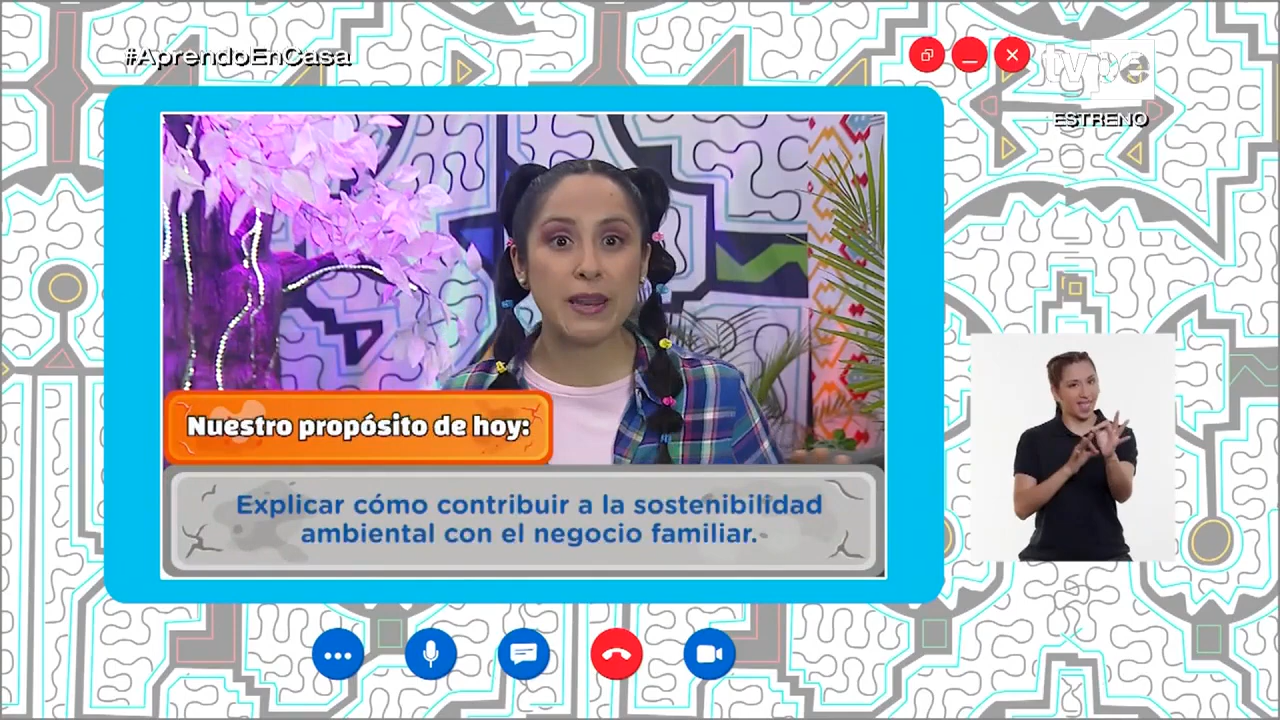 #AprendoEnCasa
tvpe
ESTRENO
Nuestro propósito de hoy:
Explicar cómo contribuir a la sostenibilidad
ambiental con el negocio familiar.